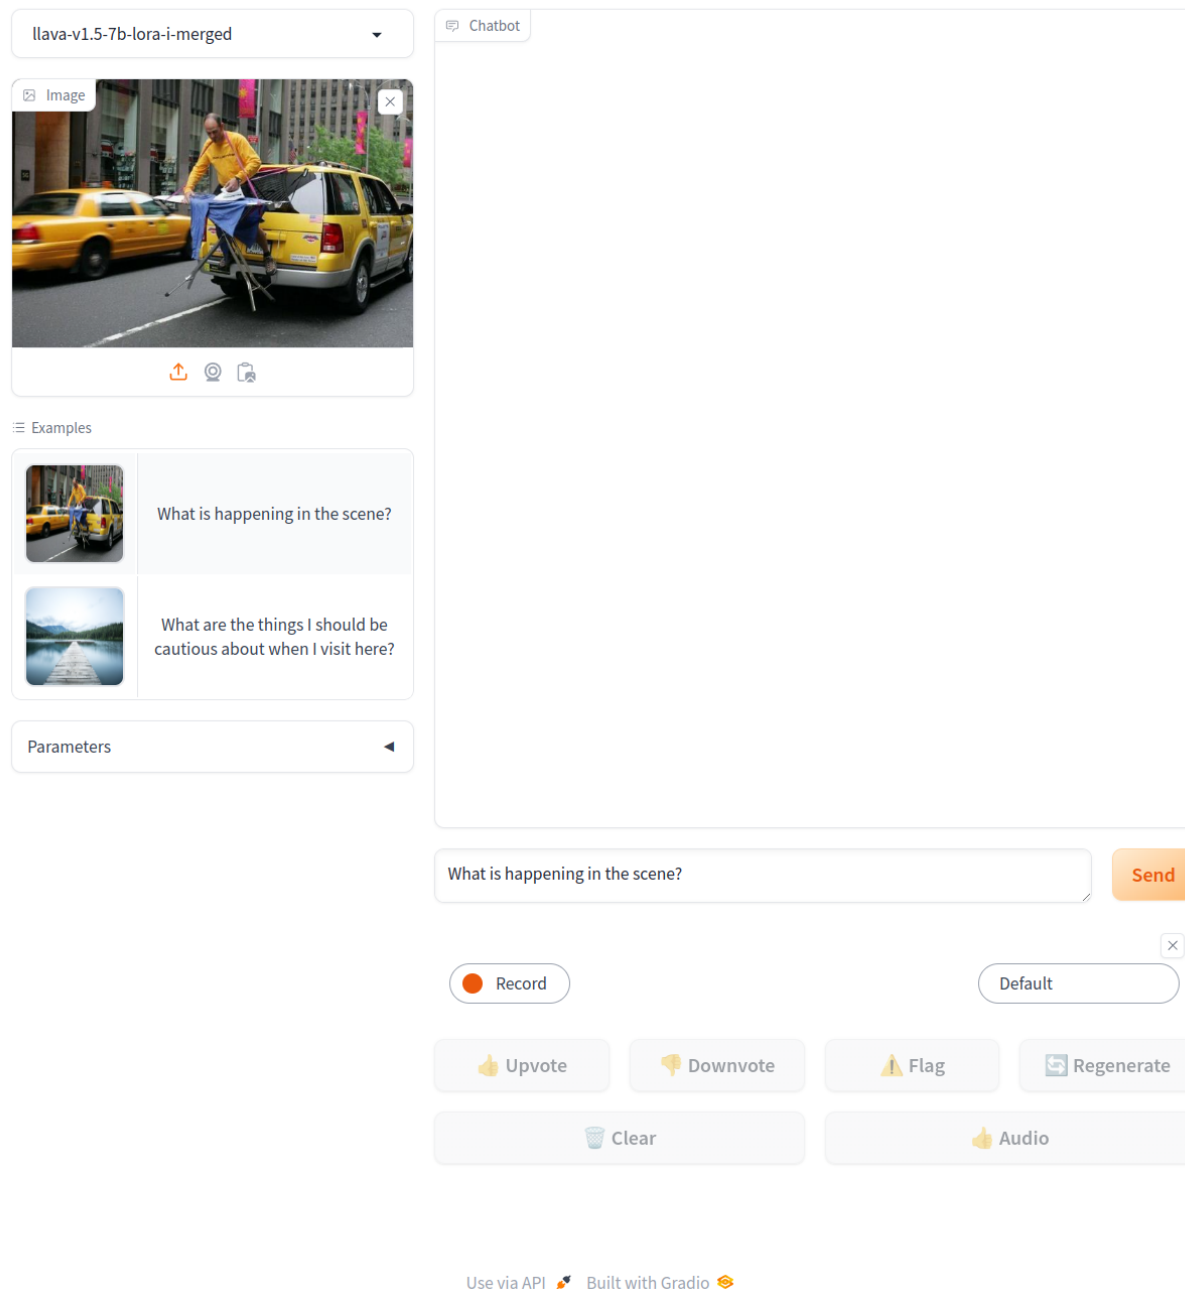 llava-v1.5-7b-lora-i-merged
Image
Examples
What is happening in the scene?
What are the things I should be
cautious about when I visit here?
Parameters
Chatbot
What is happening in the scene?
Send
Record
Default
Upvote
Downvote
Flag
Regenerate
Clear
Audio
Use via API
Built with Gradio